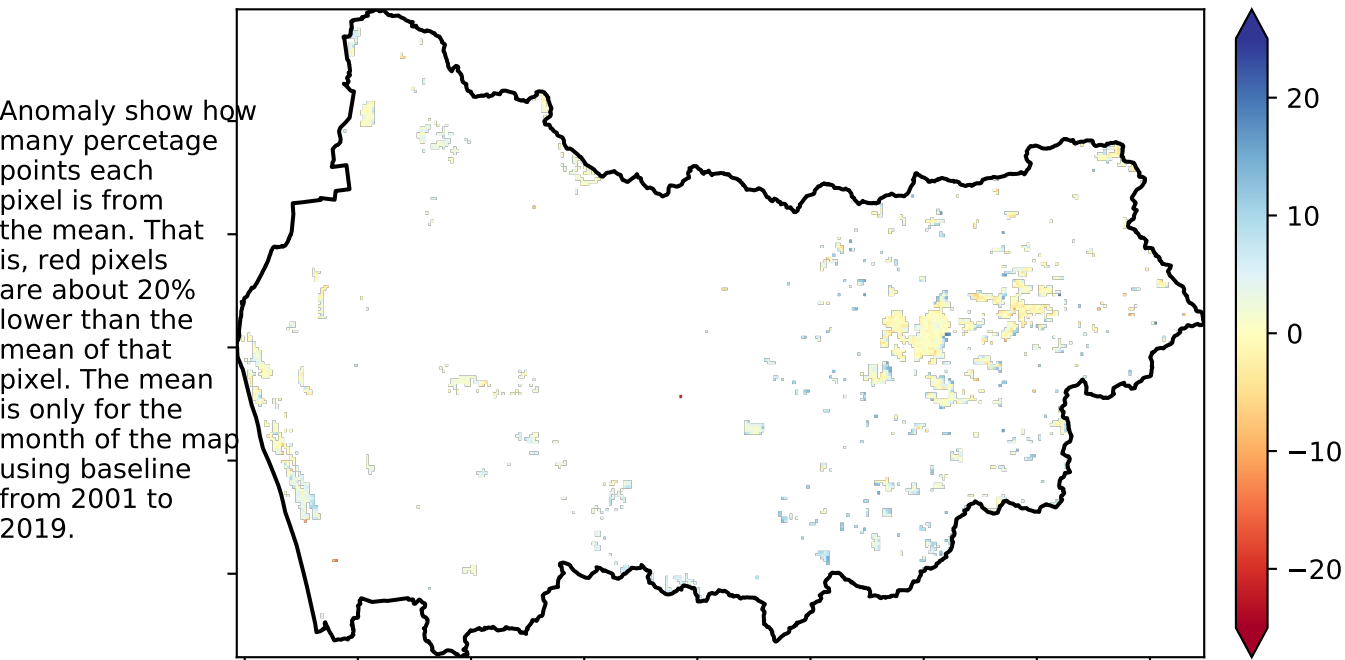 Anomaly show how
many percetage
points each
pixel is from
the mean. That
is, red pixels
are about 20%
lower than the
mean of that
pixel. The mean
is only for the
month of the map
using baseline
from 2001 to
2019.
20
10
0
−10
−20